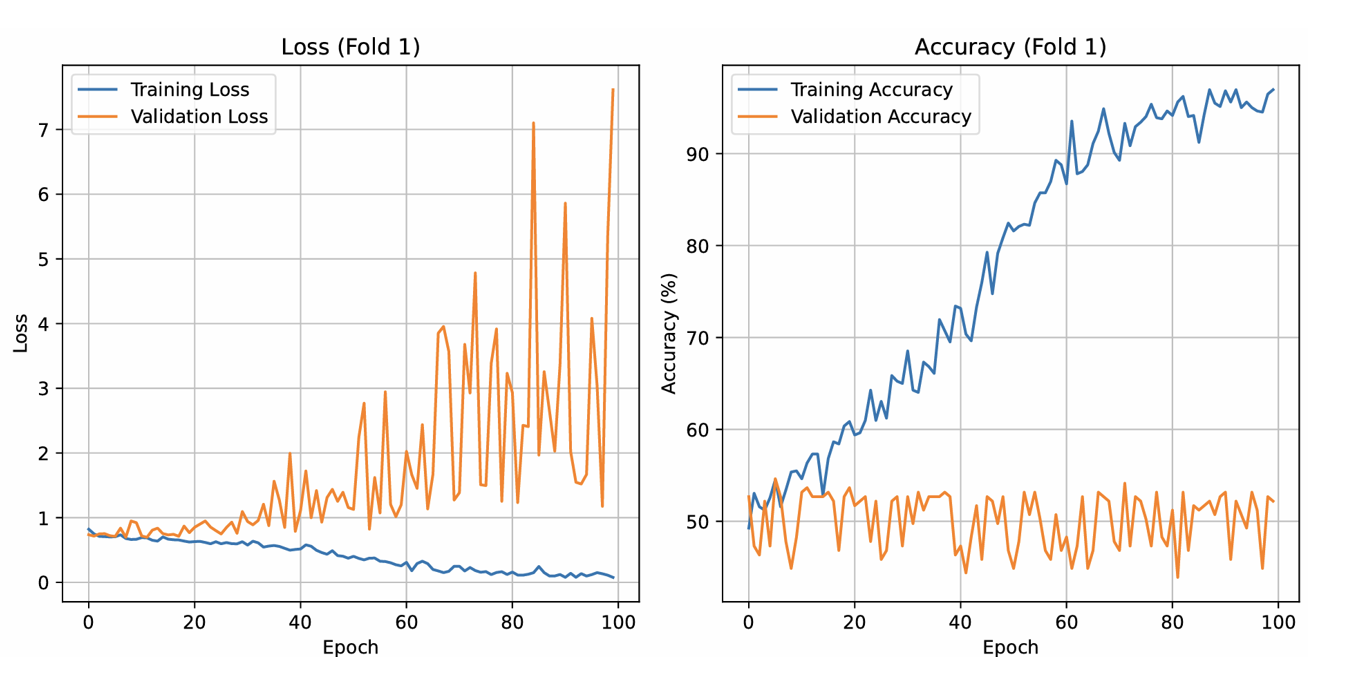 Loss (Fold 1)
Training Loss
Validation Loss
7
6
5
4
3
2
1
0
Loss
0 20 40 60 80 100
Epoch
Accuracy (Fold 1)
Training Accuracy
Validation Accuracy
90
80
70
60
50
Accuracy (%)
0 20 40 60 80 100
Epoch